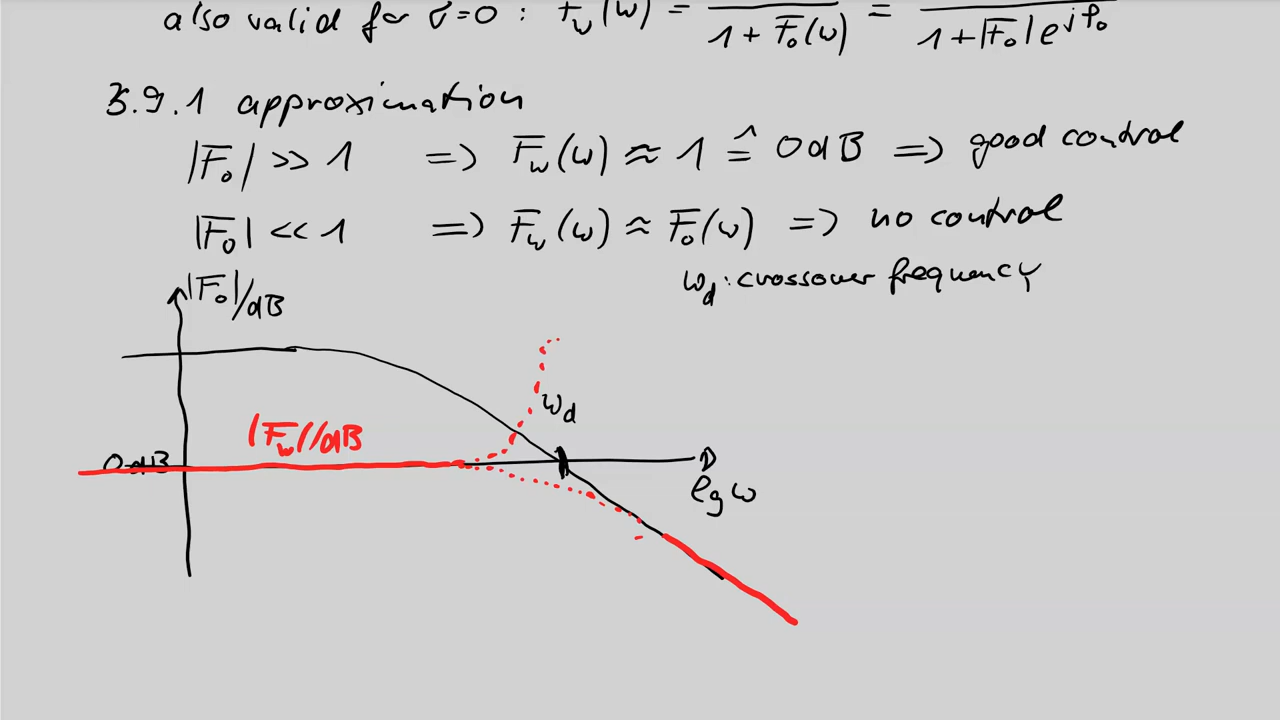 also valid for σ=0 : F_w(ω) = ―――― / 1 + F_0(ω) = ―――― / 1 + |F_0| e^{jφ_0}
3.9.1 approximation
|F_0| >> 1 => F_w(ω) ≈ 1 ≙ 0dB => good control
|F_0| << 1 => F_w(ω) ≈ F_0(ω) => no control
ω_d : crossover frequency
|F_0|/dB
ω_d
|F_w|/dB
0dB
lg ω